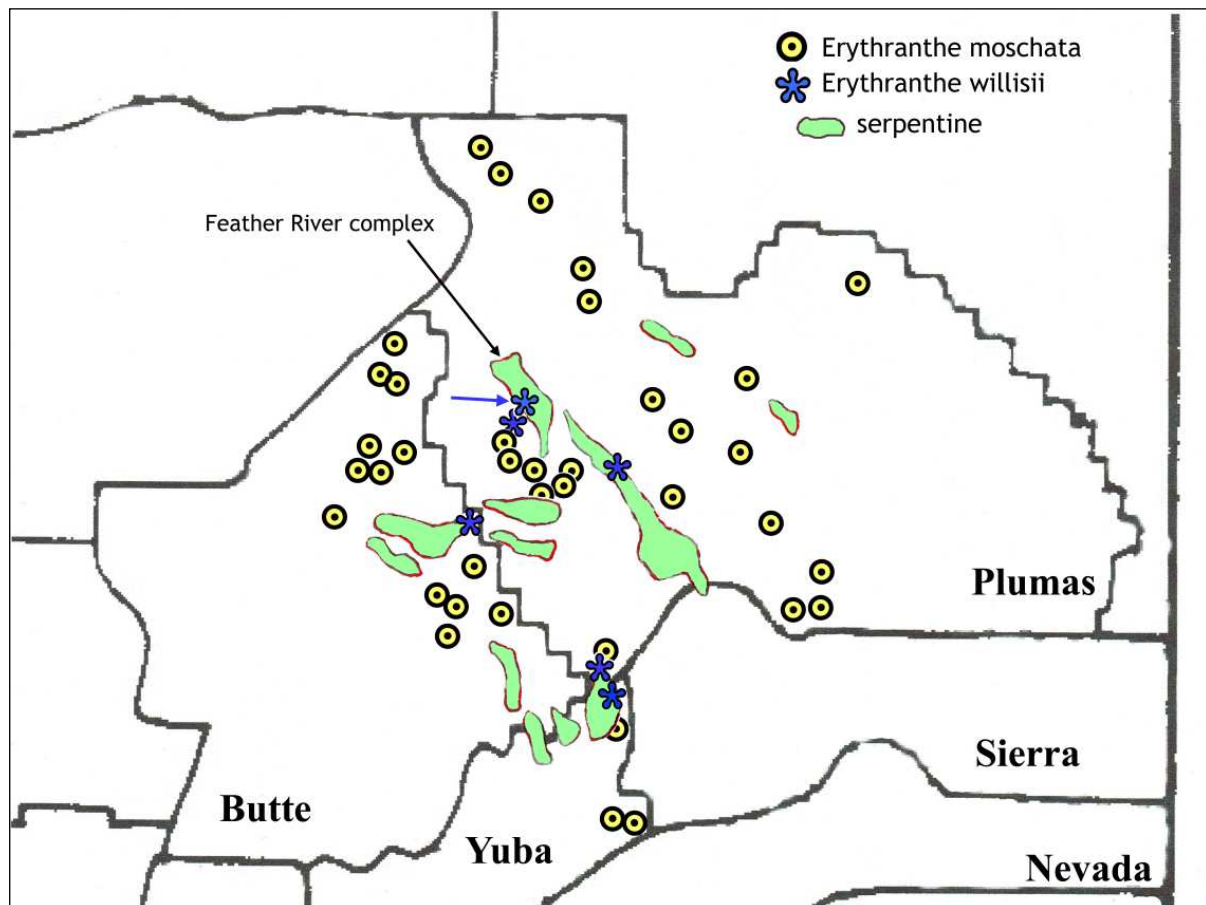 Erythranthe moschata
Erythranthe willisii
serpentine
Feather River complex
Plumas
Sierra
Butte
Yuba
Nevada